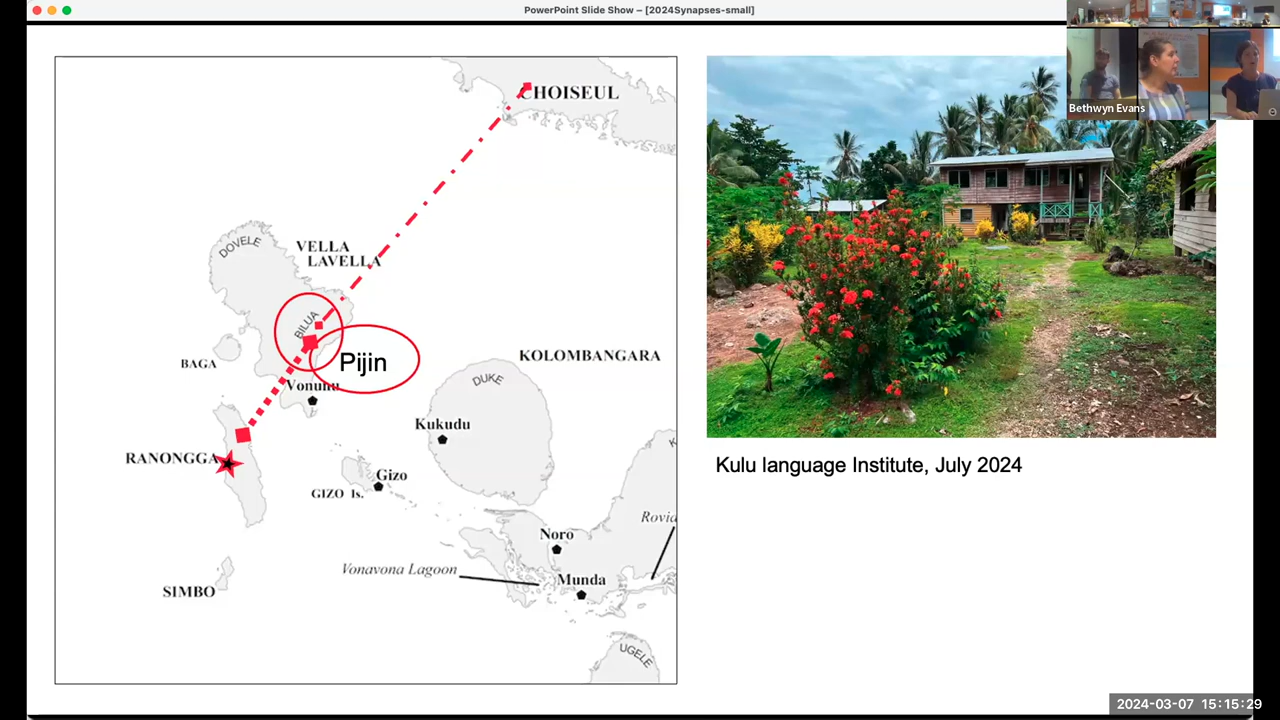 PowerPoint Slide Show – [2024Synapses-small]
Bethwyn Evans
CHOISEUL
DOVELE
VELLA
LAVELLA
BILUA
Pijin
BAGA
Vonunu
KOLOMBANGARA
DUKE
Kukudu
RANONGGA
Gizo
GIZO Is.
K
Rovia
Noro
Vonavona Lagoon
Munda
SIMBO
UGELE
Kulu language Institute, July 2024
2024-03-07 15:15:29